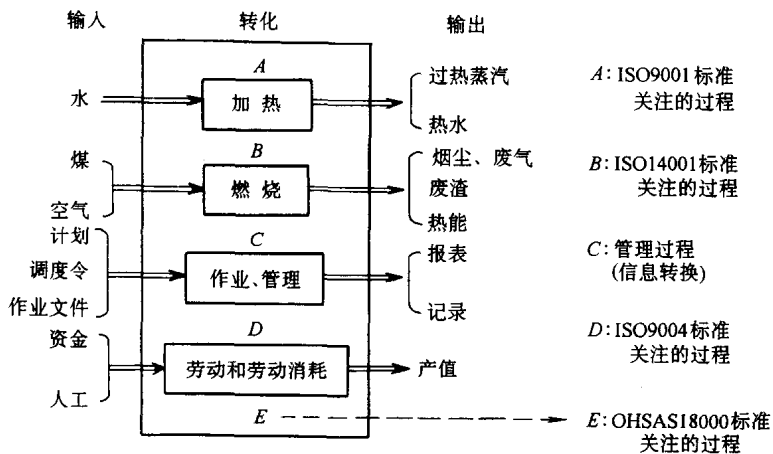 输入 转化 输出
A
水 加热 过热蒸汽
热水
A:ISO9001标准
关注的过程
B
煤
空气
燃烧
烟尘、废气
废渣
热能
B:ISO14001标准
关注的过程
C
计划
调度令
作业文件
作业、管理
报表
记录
C:管理过程
(信息转换)
D
资金
人工
劳动和劳动消耗
产值
D:ISO9004标准
关注的过程
E
E:OHSAS18000标准
关注的过程